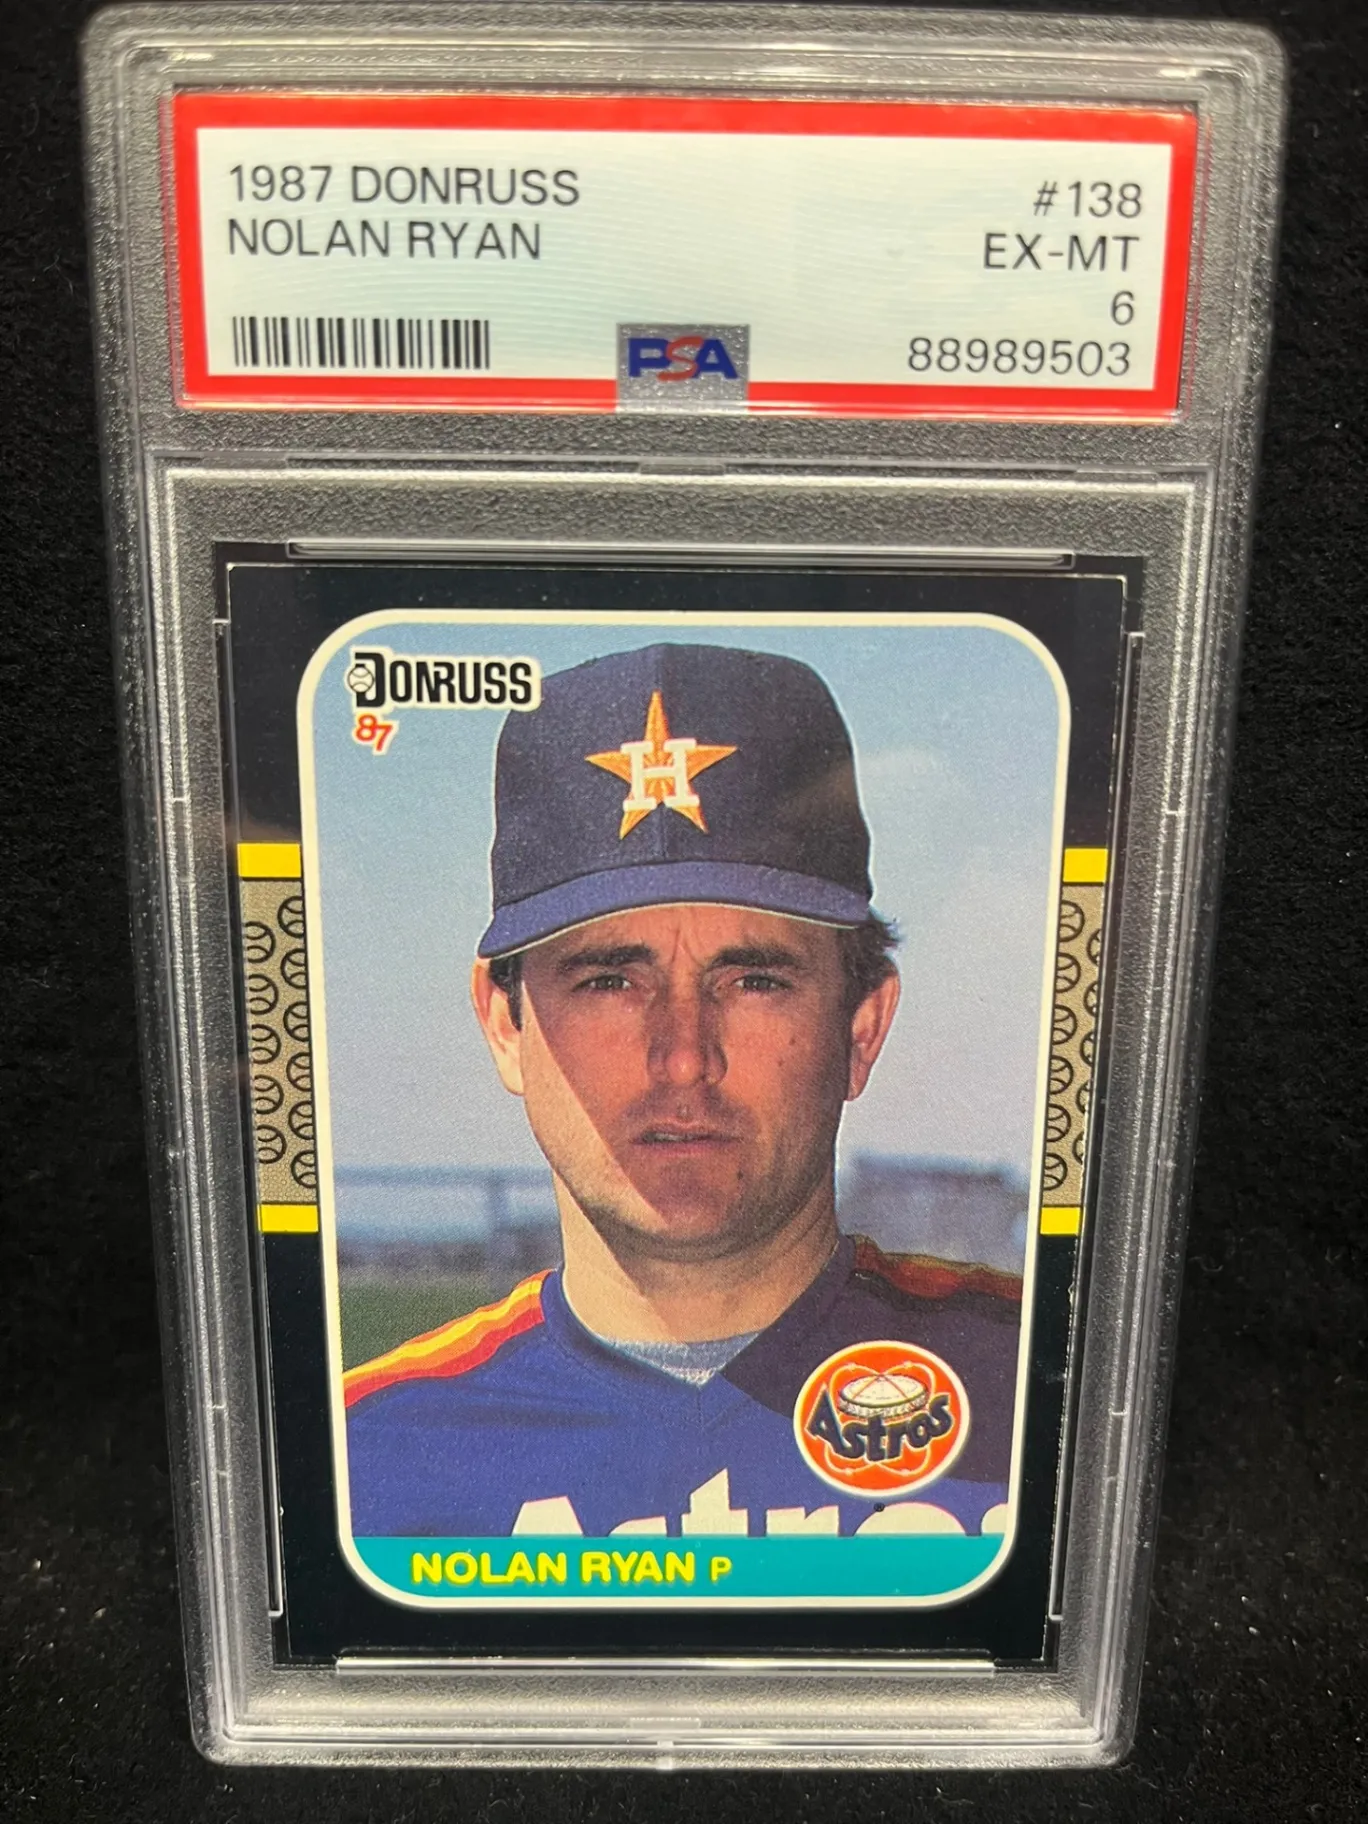 1987 DONRUSS
NOLAN RYAN
#138
EX-MT
6
88989503
PSA
DONRUSS
87
H
Astros
Astros
NOLAN RYAN P